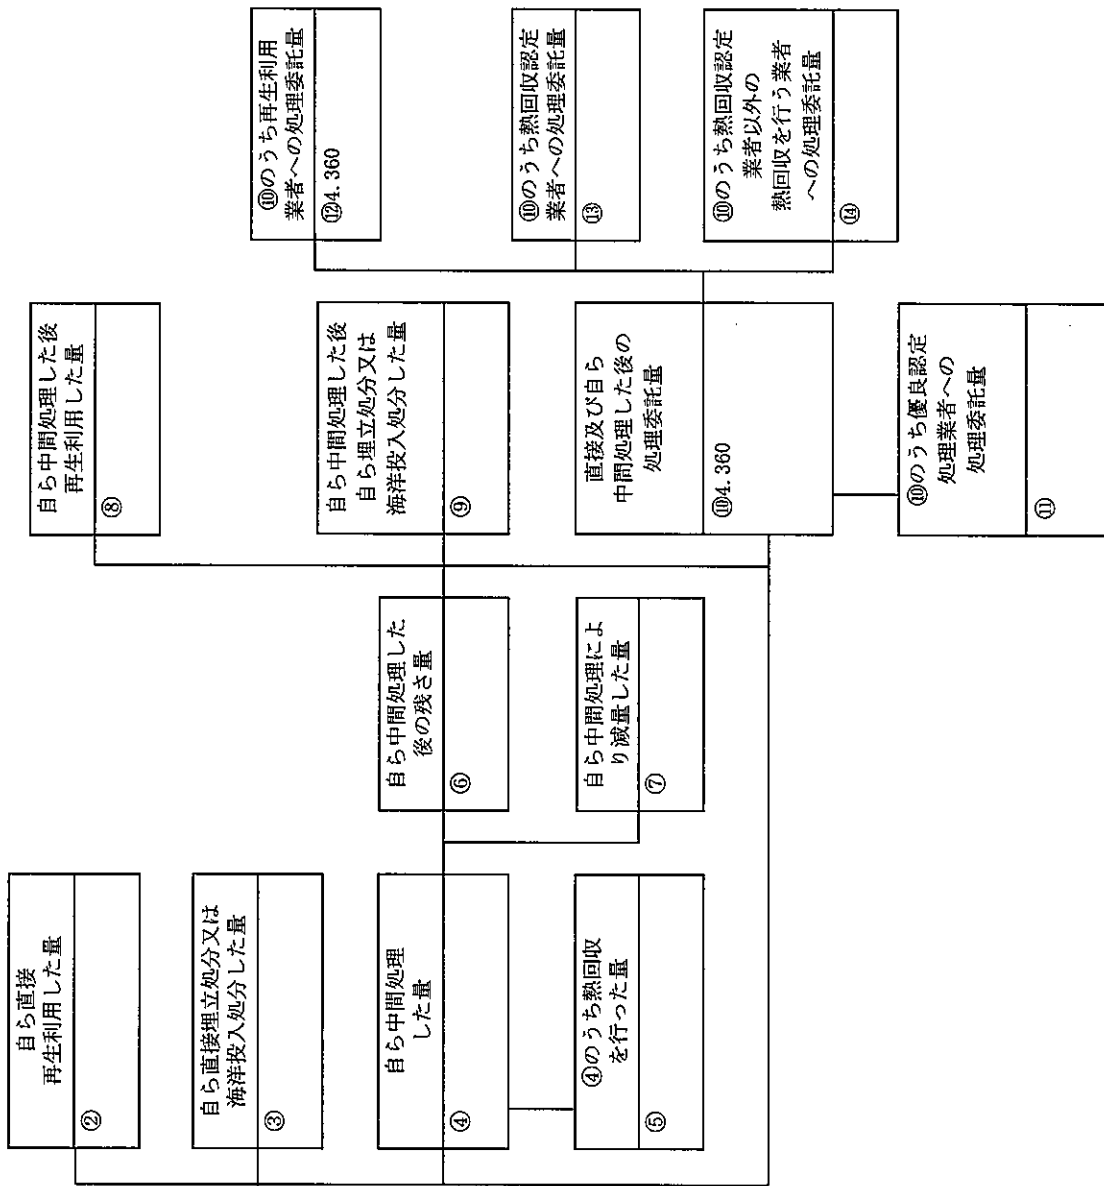 自ら直接
再生利用した量
②
自ら直接埋立処分又は
海洋投入処分した量
③
自ら中間処理
した量
④
④のうち熱回収
を行った量
⑤
自ら中間処理した
後の残さ量
⑥
自ら中間処理によ
り減量した量
⑦
自ら中間処理した後
再生利用した量
⑧
自ら中間処理した後
自ら埋立処分又は
海洋投入処分した量
⑨
直接及び自ら
中間処理した後の
処理委託量
⑩4.360
⑩のうち優良認定
処理業者への
処理委託量
⑪
⑩のうち再生利用
業者への処理委託量
⑫4.360
⑩のうち熱回収認定
業者への処理委託量
⑬
⑩のうち熱回収認定
業者以外の
熱回収を行う業者
への処理委託量
⑭